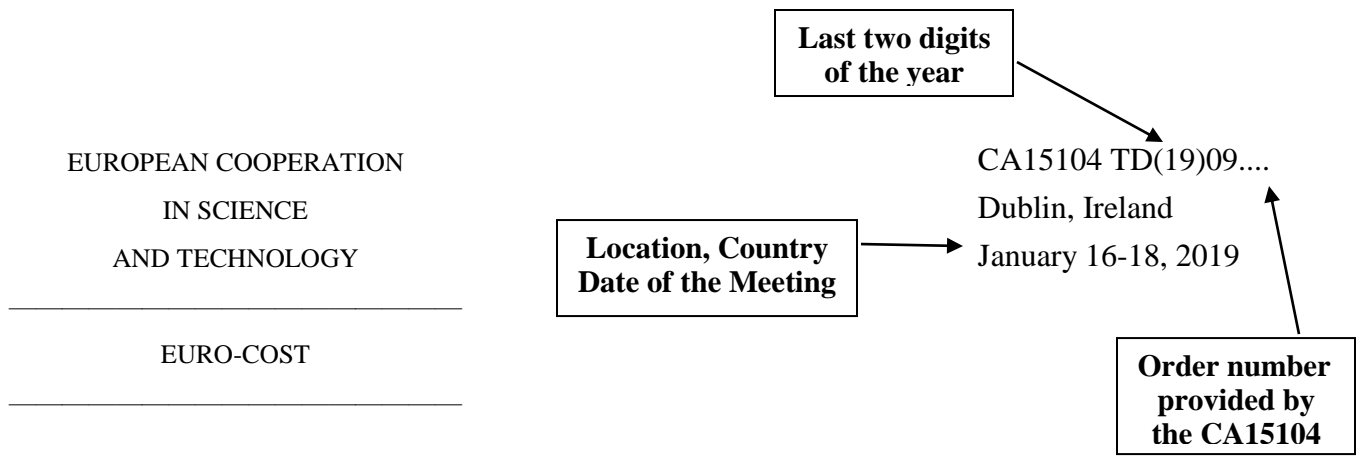 Last two digits
of the year
EUROPEAN COOPERATION
IN SCIENCE
AND TECHNOLOGY
EURO-COST
CA15104 TD(19)09....
Dublin, Ireland
January 16-18, 2019
Location, Country
Date of the Meeting
Order number
provided by
the CA15104